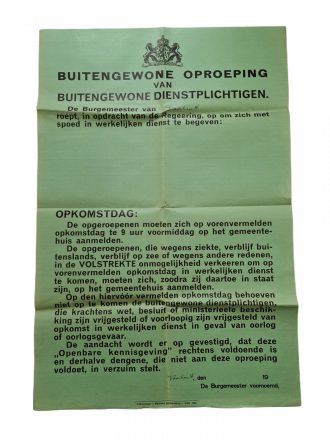 BUITENGEWONE OPROEPING
VAN
BUITENGEWONE DIENSTPLICHTIGEN.
De Burgemeester van
roept, in opdracht van de Regeering, op om zich met
spoed in werkelijken dienst te begeven:
OPKOMSTDAG:
De opgeroepenen moeten zich op vorenvermelden
opkomstdag te 9 uur voormiddag op het gemeente-
huis aanmelden.
De opgeroepenen, die wegens ziekte, verblijf bui-
tenslands, verblijf op zee of wegens andere redenen,
in de VOLSTREKTE onmogelijkheid verkeeren om op
vorenvermelden opkomstdag in werkelijken dienst
te komen, moeten zich, zoodra zij daartoe in staat
zijn, op het gemeentehuis aanmelden.
Op den hiervóór vermelden opkomstdag behoeven
niet op te komen de buitengewone dienstplichtigen,
die krachtens wet, besluit of ministerieele beschik-
king zijn vrijgesteld of voorloopig zijn vrijgesteld van
opkomst in werkelijken dienst in geval van oorlog
of oorlogsgevaar.
De aandacht wordt er op gevestigd, dat deze
„Openbare kennisgeving" rechtens voldoende is
en derhalve dengene, die niet aan deze oproeping
voldoet, in verzuim stelt.
, den 19
De Burgemeester voornoemd,